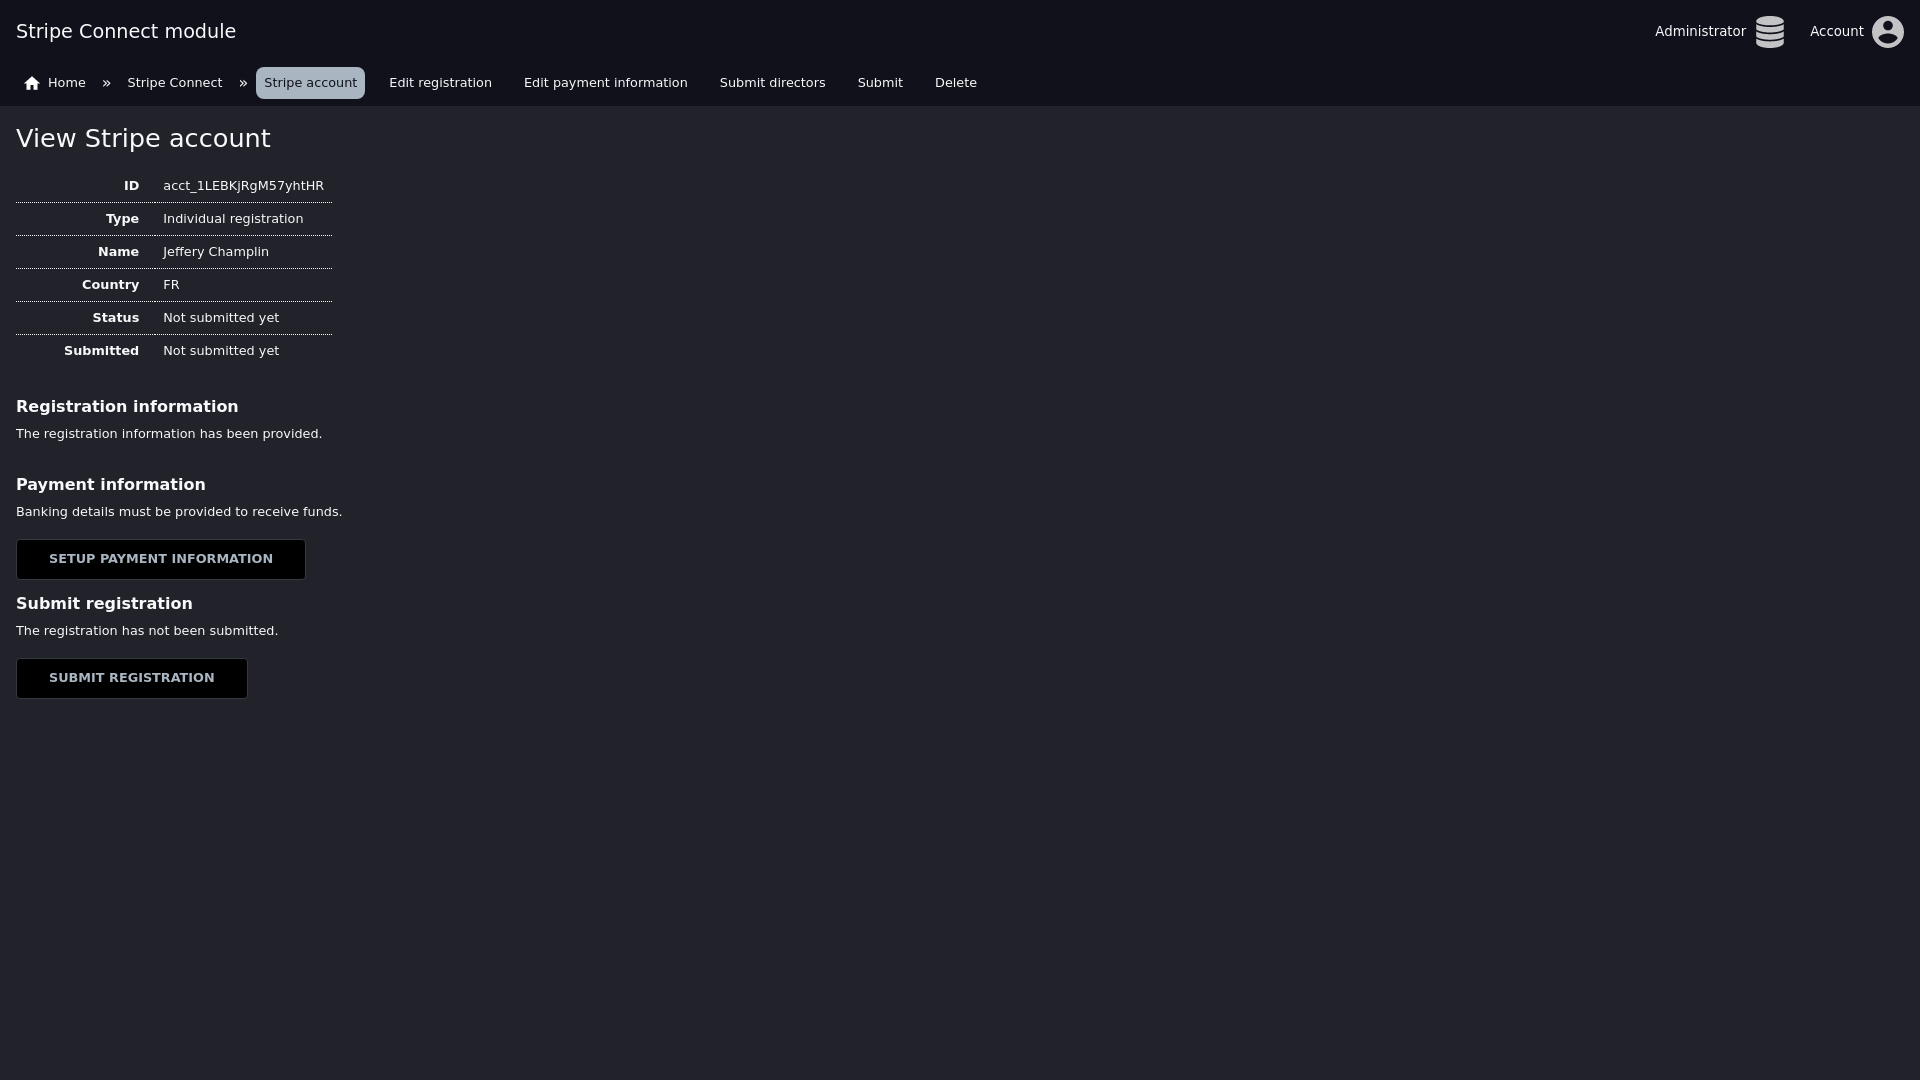 Stripe Connect module
Administrator
Account
Home » Stripe Connect » Stripe account Edit registration Edit payment information Submit directors Submit Delete
View Stripe account
ID acct_1LEBKjRgM57yhtHR
Type Individual registration
Name Jeffery Champlin
Country FR
Status Not submitted yet
Submitted Not submitted yet
Registration information
The registration information has been provided.
Payment information
Banking details must be provided to receive funds.
SETUP PAYMENT INFORMATION
Submit registration
The registration has not been submitted.
SUBMIT REGISTRATION